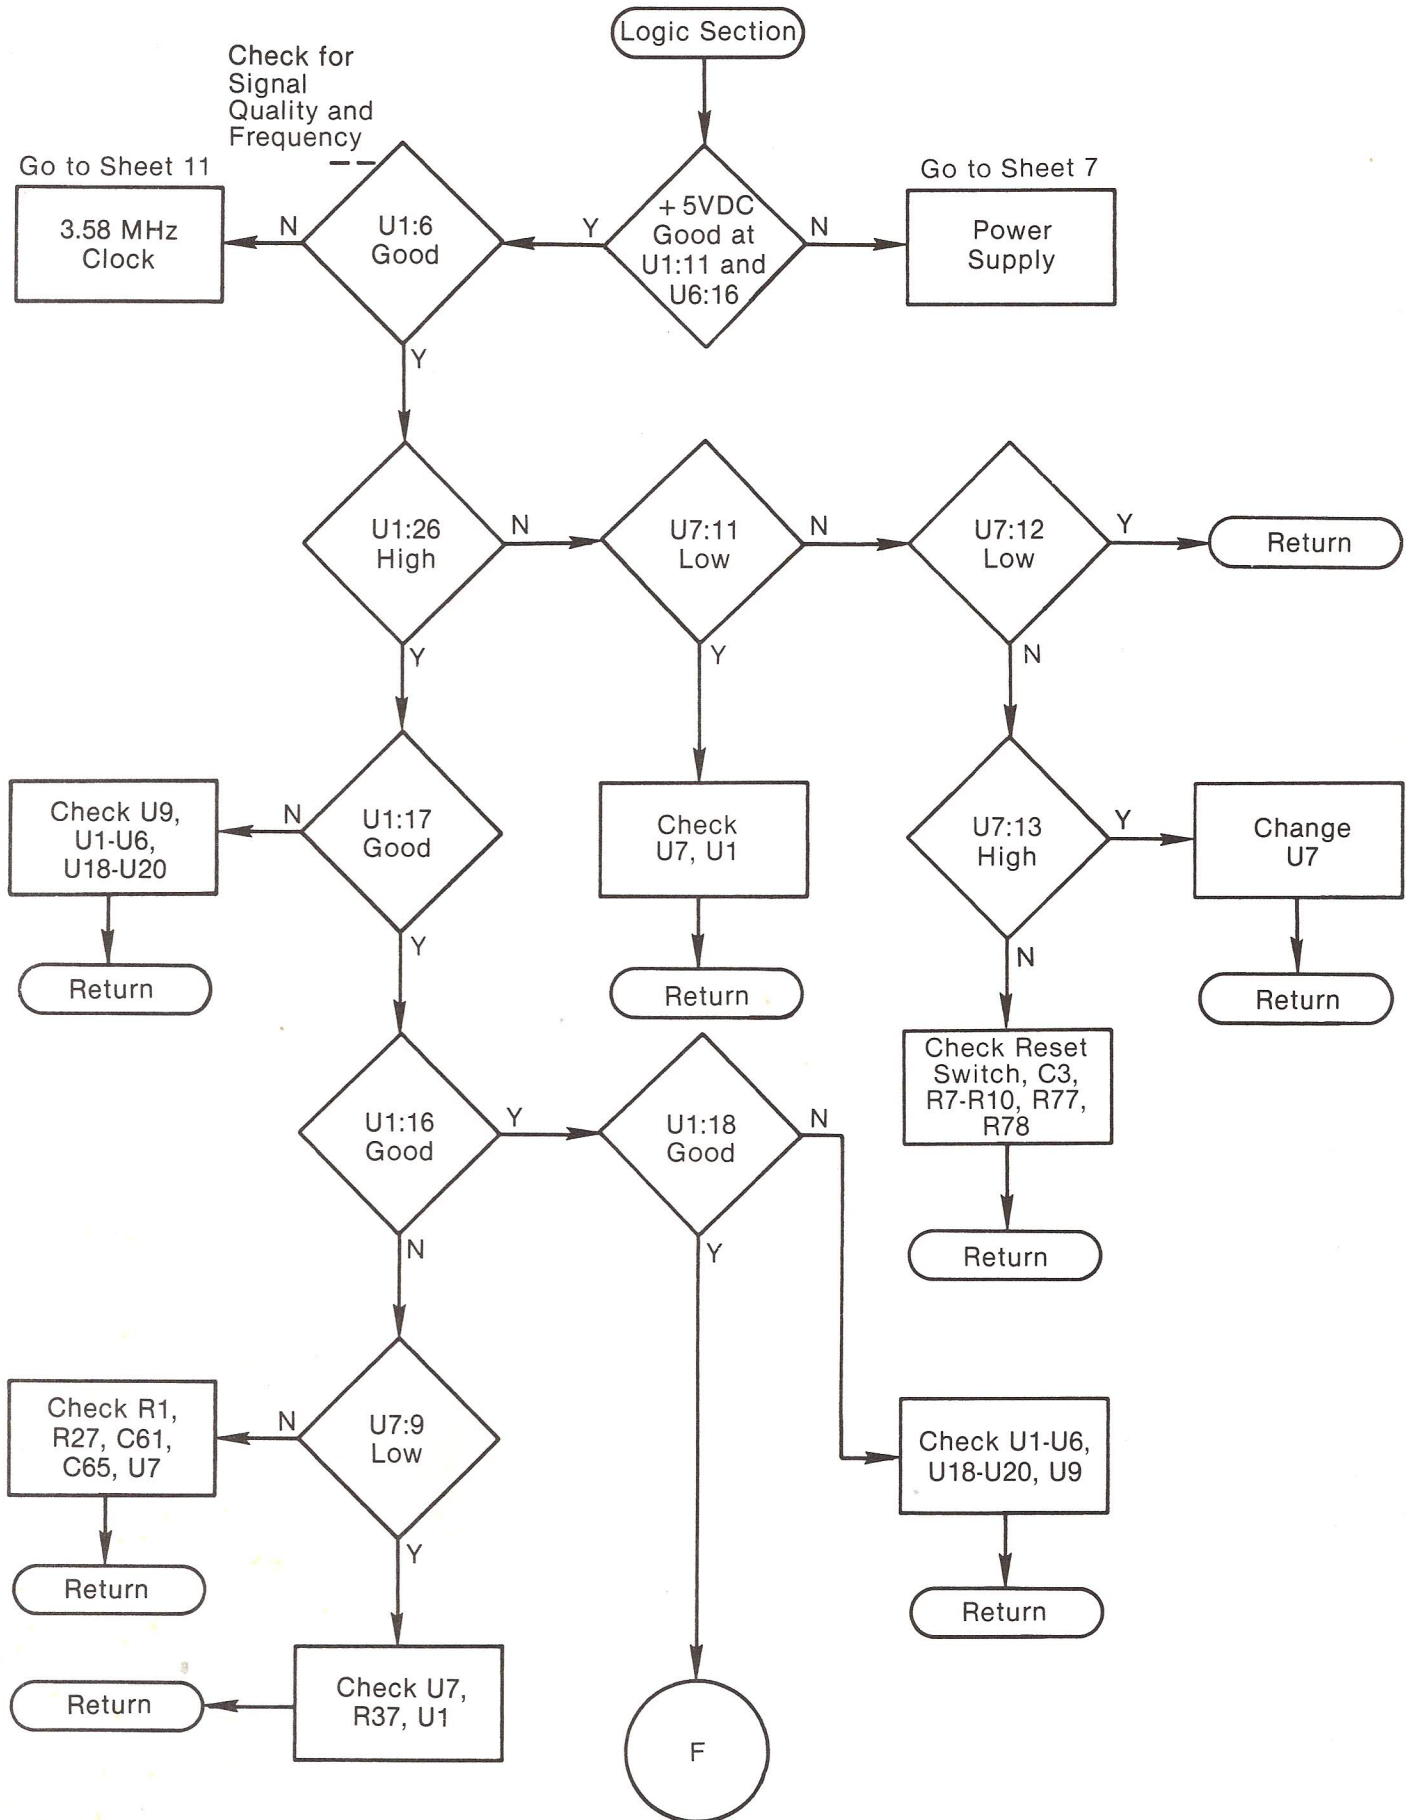 Logic Section
Check for
Signal
Quality and
Frequency
Go to Sheet 11
3.58 MHz
Clock
N
U1:6
Good
Y
Y
+ 5VDC
Good at
U1:11 and
U6:16
N
Go to Sheet 7
Power
Supply
U1:26
High
N
Y
U7:11
Low
N
Y
U7:12
Low
Y
N
Return
Check U9,
U1-U6,
U18-U20
N
U1:17
Good
Y
Return
Check
U7, U1
Return
U7:13
High
Y
N
Change
U7
Return
Check Reset
Switch, C3,
R7-R10, R77,
R78
Return
U1:16
Good
Y
N
U1:18
Good
N
Y
Check R1,
R27, C61,
C65, U7
N
U7:9
Low
Y
Return
Check U1-U6,
U18-U20, U9
Return
Return
Check U7,
R37, U1
F